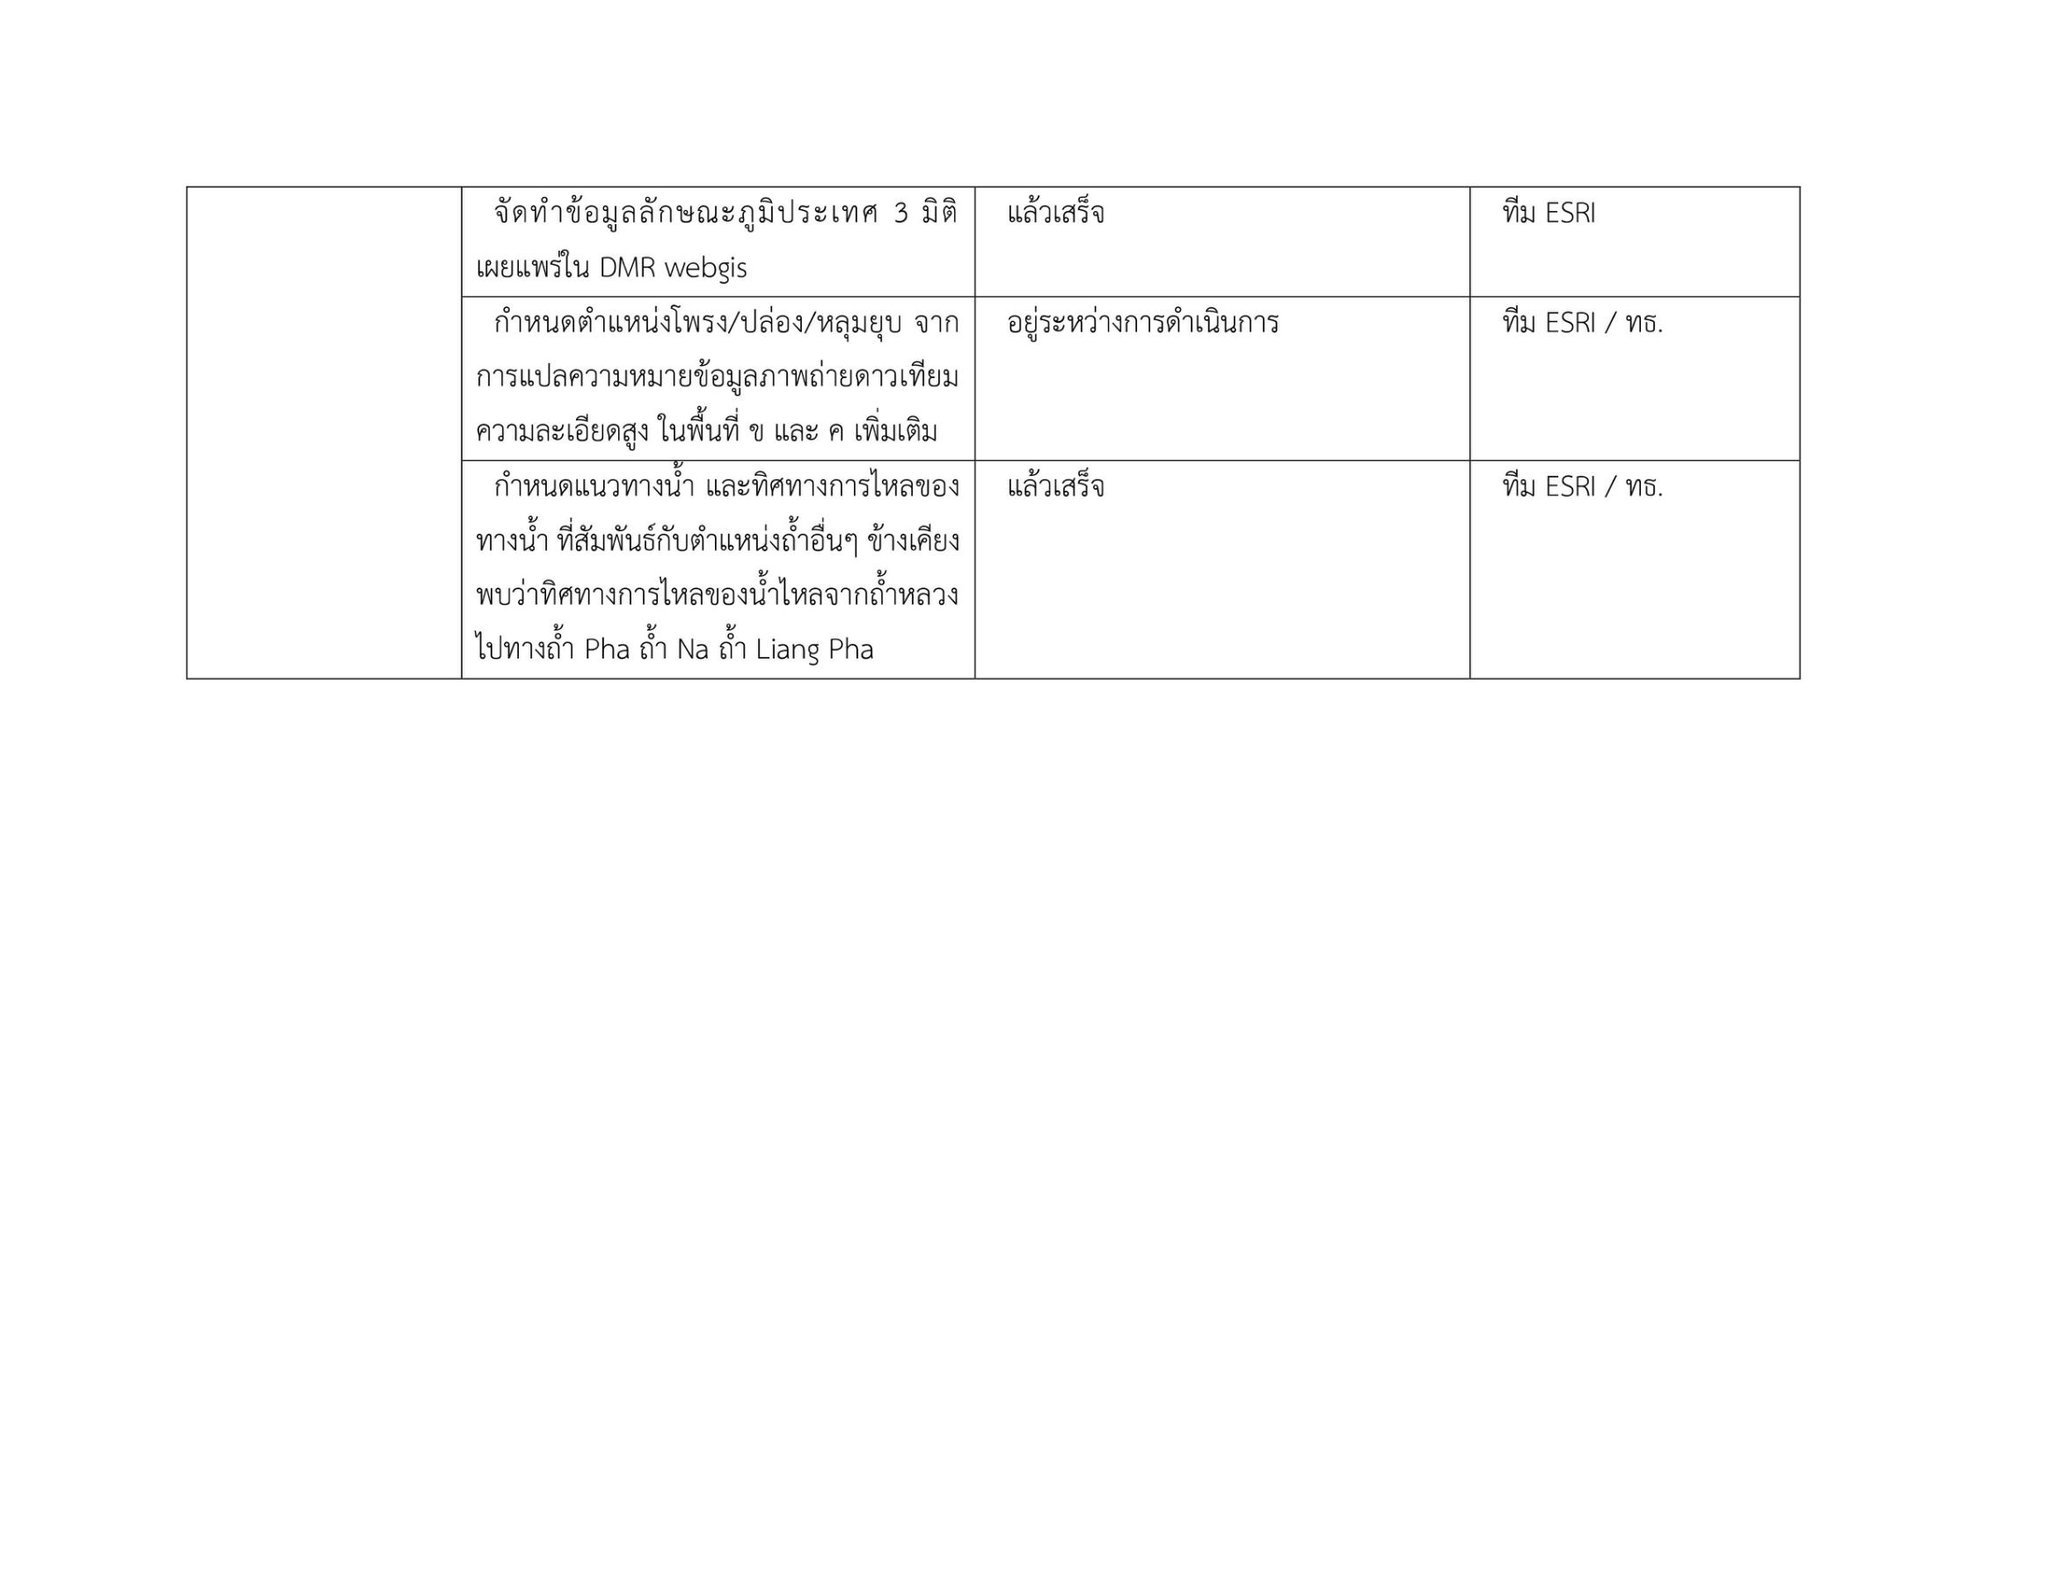 จัดทำข้อมูลลักษณะภูมิประเทศ 3 มิติ
เผยแพร่ใน DMR webgis
แล้วเสร็จ
ทีม ESRI
กำหนดตำแหน่งโพรง/ปล่อง/หลุมยุบ จาก
การแปลความหมายข้อมูลภาพถ่ายดาวเทียม
ความละเอียดสูง ในพื้นที่ ข และ ค เพิ่มเติม
อยู่ระหว่างการดำเนินการ
ทีม ESRI / ทธ.
กำหนดแนวทางน้ำ และทิศทางการไหลของ
ทางน้ำ ที่สัมพันธ์กับตำแหน่งถ้ำอื่นๆ ข้างเคียง
พบว่าทิศทางการไหลของน้ำไหลจากถ้ำหลวง
ไปทางถ้ำ Pha ถ้ำ Na ถ้ำ Liang Pha
แล้วเสร็จ
ทีม ESRI / ทธ.